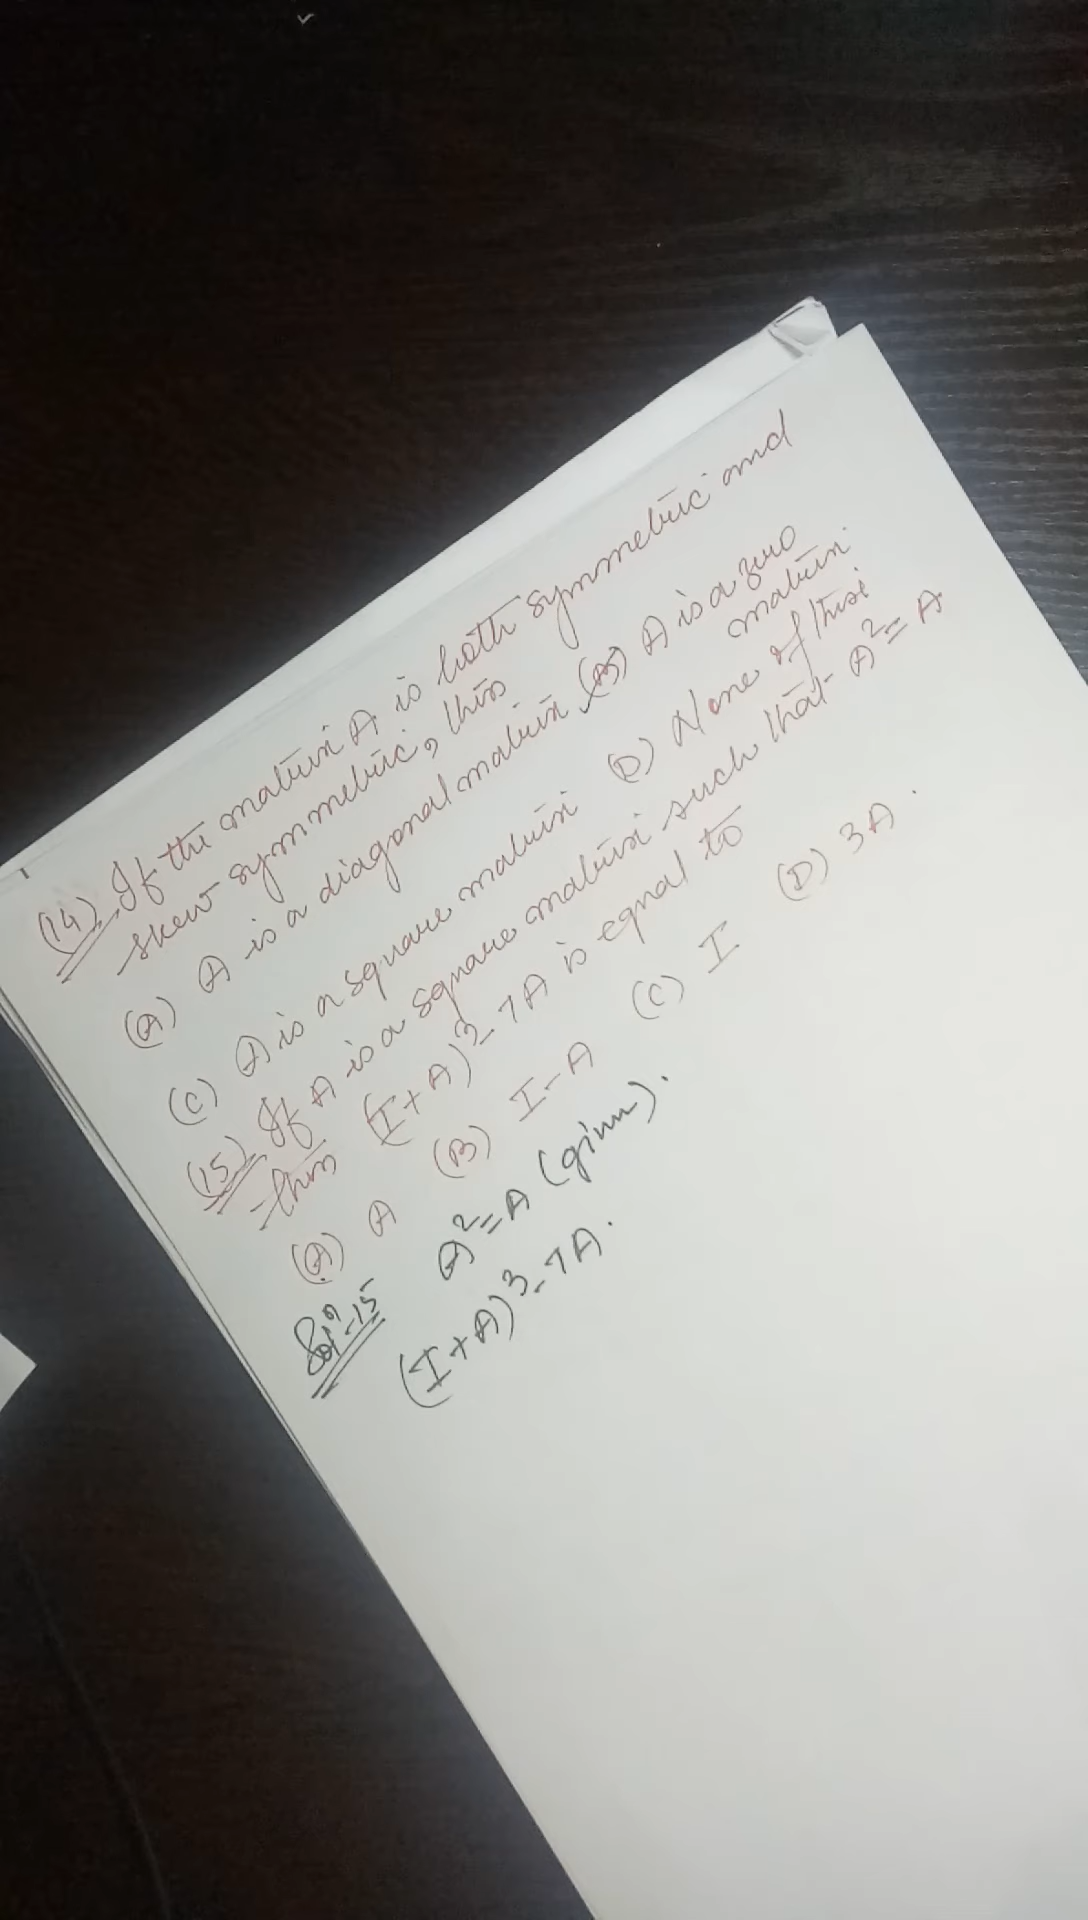 (14). If the matrix A is both symmetric and
skew symmetric, then
(A) A is a diagonal matrix (B) A is a zero
matrix.
(C) A is a square matrix (D) None of these
(15) If A is a square matrix such that A²=A
then (I+A)³-7A is equal to
(A) A (B) I-A (C) I (D) 3A.
Solⁿ-15 A²=A (given).
(I+A)³-7A.